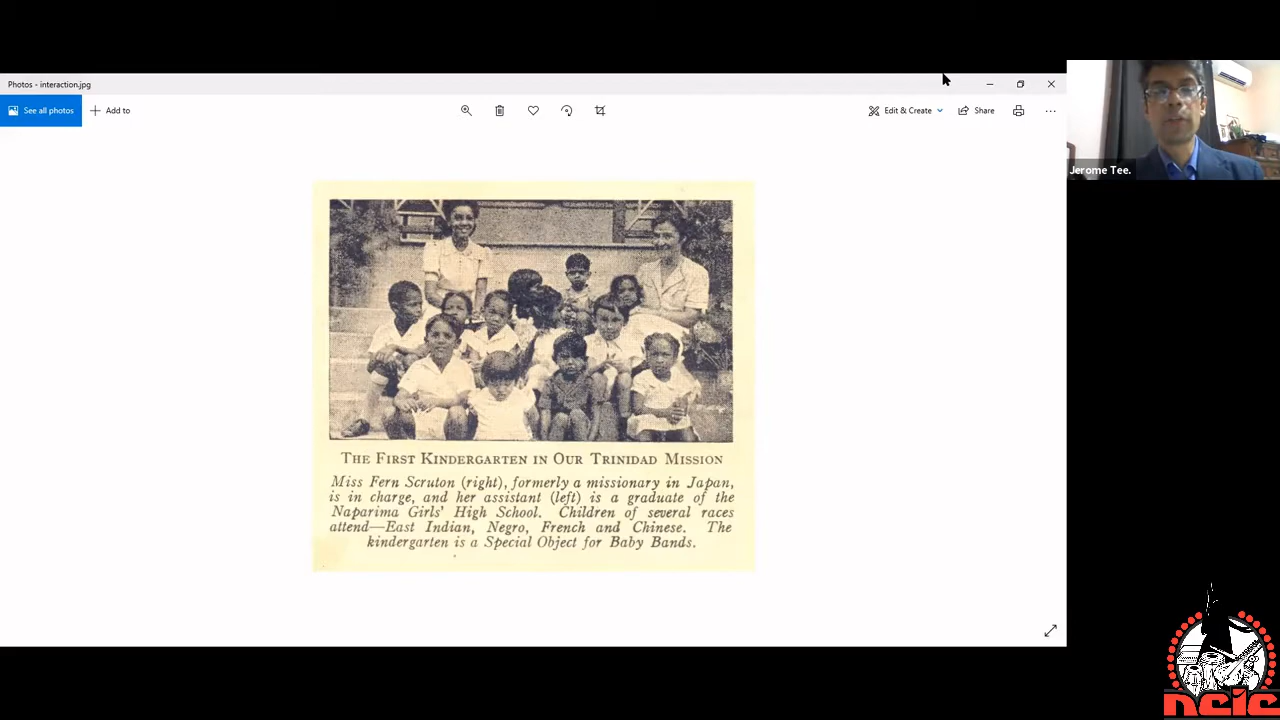 Photos - interaction.jpg
See all photos
Add to
Edit & Create
Share
Jerome Tee.
THE FIRST KINDERGARTEN IN OUR TRINIDAD MISSION
Miss Fern Scruton (right), formerly a missionary in Japan,
is in charge, and her assistant (left) is a graduate of the
Naparima Girls' High School. Children of several races
attend—East Indian, Negro, French and Chinese. The
kindergarten is a Special Object for Baby Bands.
ncic